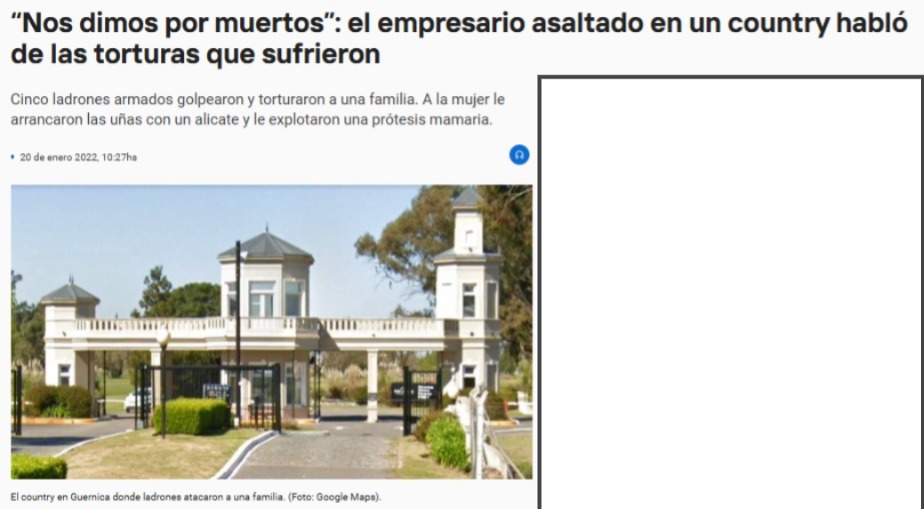 “Nos dimos por muertos”: el empresario asaltado en un country habló
de las torturas que sufrieron
Cinco ladrones armados golpearon y torturaron a una familia. A la mujer le
arrancaron las uñas con un alicate y le explotaron una prótesis mamaria.
20 de enero 2022, 10:27ha
El country en Guernica donde ladrones atacaron a una familia. (Foto: Google Maps).